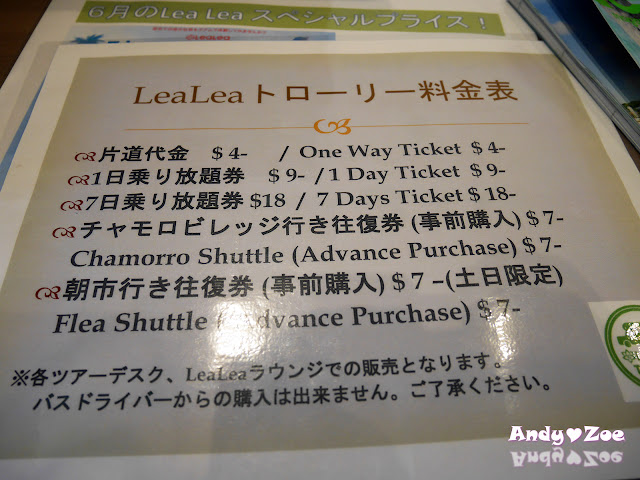 6月のLea Lea スペシャルプライス！
LeaLeaトローリー料金表
片道代金　$4-　/ One Way Ticket $4-
1日乗り放題券　$9- /1 Day Ticket $9-
7日乗り放題券 $18 / 7 Days Ticket $18-
チャモロビレッジ行き往復券 (事前購入) $7-
Chamorro Shuttle (Advance Purchase) $7-
朝市行き往復券 (事前購入) $7 –(土日限定)
Flea Shuttle (Advance Purchase) $7-
※各ツアーデスク、LeaLeaラウンジでの販売となります。
バスドライバーからの購入は出来ません。ご了承ください。
Andy♥Zoe